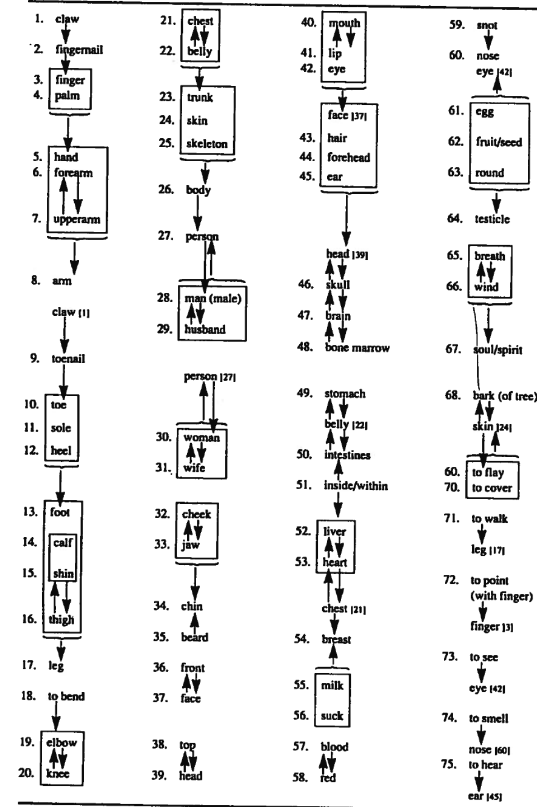 1. claw
2. fingernail
3. finger
4. palm
5. hand
6. forearm
7. upperarm
8. arm
claw [1]
9. toenail
10. toe
11. sole
12. heel
13. foot
14. calf
15. shin
16. thigh
17. leg
18. to bend
19. elbow
20. knee
21. chest
22. belly
23. trunk
24. skin
25. skeleton
26. body
27. person
28. man (male)
29. husband
person [27]
30. woman
31. wife
32. cheek
33. jaw
34. chin
35. beard
36. front
37. face
38. top
39. head
40. mouth
41. lip
42. eye
face [37]
43. hair
44. forehead
45. ear
head [39]
46. skull
47. brain
48. bone marrow
49. stomach
belly [22]
50. intestines
51. inside/within
52. liver
53. heart
chest [21]
54. breast
55. milk
56. suck
57. blood
58. red
59. snot
60. nose
eye [42]
61. egg
62. fruit/seed
63. round
64. testicle
65. breath
66. wind
67. soul/spirit
68. bark (of tree)
skin [24]
60. to flay
70. to cover
71. to walk
leg [17]
72. to point
(with finger)
finger [3]
73. to see
eye [42]
74. to smell
nose [60]
75. to hear
ear [45]